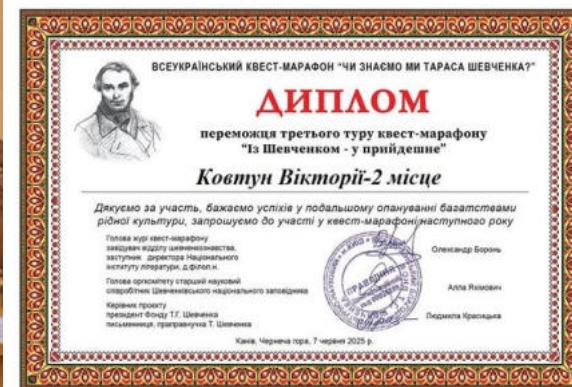 ВСЕУКРАЇНСЬКИЙ КВЕСТ-МАРАФОН "ЧИ ЗНАЄМО МИ ТАРАСА ШЕВЧЕНКА?"
ДИПЛОМ
переможця третього туру квест-марафону
"Із Шевченком - у прийдешнє"
Ковтун Вікторії-2 місце
Дякуємо за участь, бажаємо успіхів у подальшому опануванні багатствами
рідної культури, запрошуємо до участі у квест-марафоні наступного року
Голова журі квест-марафону
завідувач відділу шевченкознавства,
заступник директора Національного
інституту літератури, д.філол.н.
Олександр Боронь
Голова оргкомітету старший науковий
співробітник Шевченківського національного заповідника
Алла Яхімович
Керівник проєкту
президент Фонду Т.Г. Шевченка
письменниця, праправнучка Т. Шевченка
Людмила Красицька
Канів, Чернеча гора, 7 червня 2025 р.